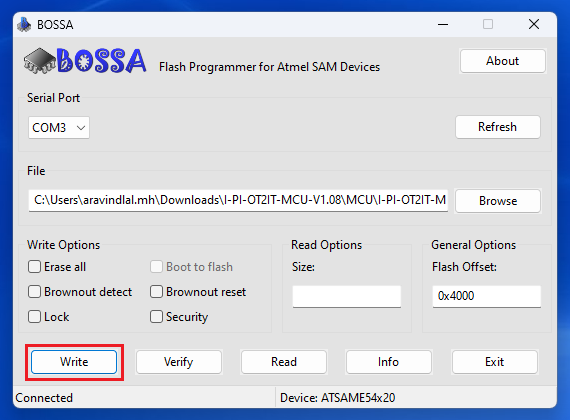 BOSSA
BOSSA
Flash Programmer for Atmel SAM Devices
About
Serial Port
COM3
Refresh
File
C:\Users\aravindlal.mh\Downloads\I-PI-OT2IT-MCU-V1.08\MCU\I-PI-OT2IT-M
Browse
Write Options
Erase all
Boot to flash
Brownout detect
Brownout reset
Lock
Security
Read Options
Size:
General Options
Flash Offset:
0x4000
Write
Verify
Read
Info
Exit
Connected
Device: ATSAME54x20